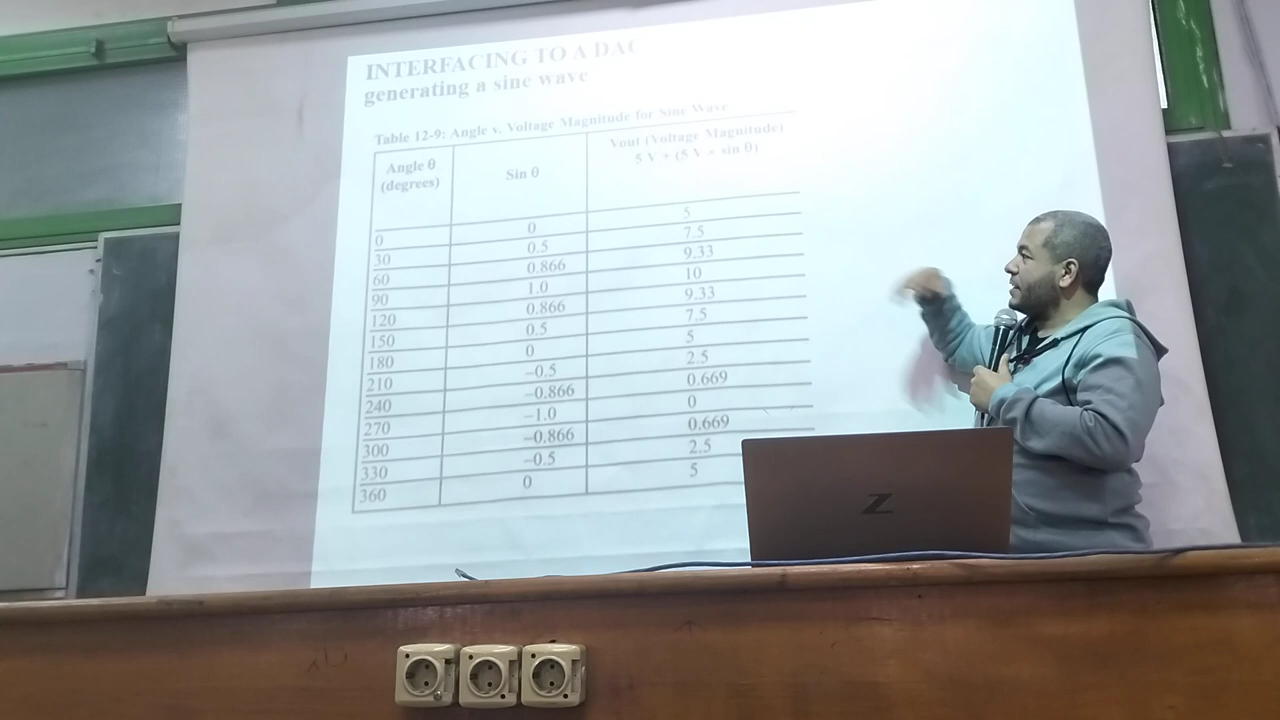 INTERFACING TO A DAC
generating a sine wave
Table 12-9: Angle v. Voltage Magnitude for Sine Wave
Angle θ (degrees) Sin θ Vout (Voltage Magnitude) 5 V + (5 V × sin θ)
0 0 5
30 0.5 7.5
60 0.866 9.33
90 1.0 10
120 0.866 9.33
150 0.5 7.5
180 0 5
210 –0.5 2.5
240 –0.866 0.669
270 –1.0 0
300 –0.866 0.669
330 –0.5 2.5
360 0 5
Z